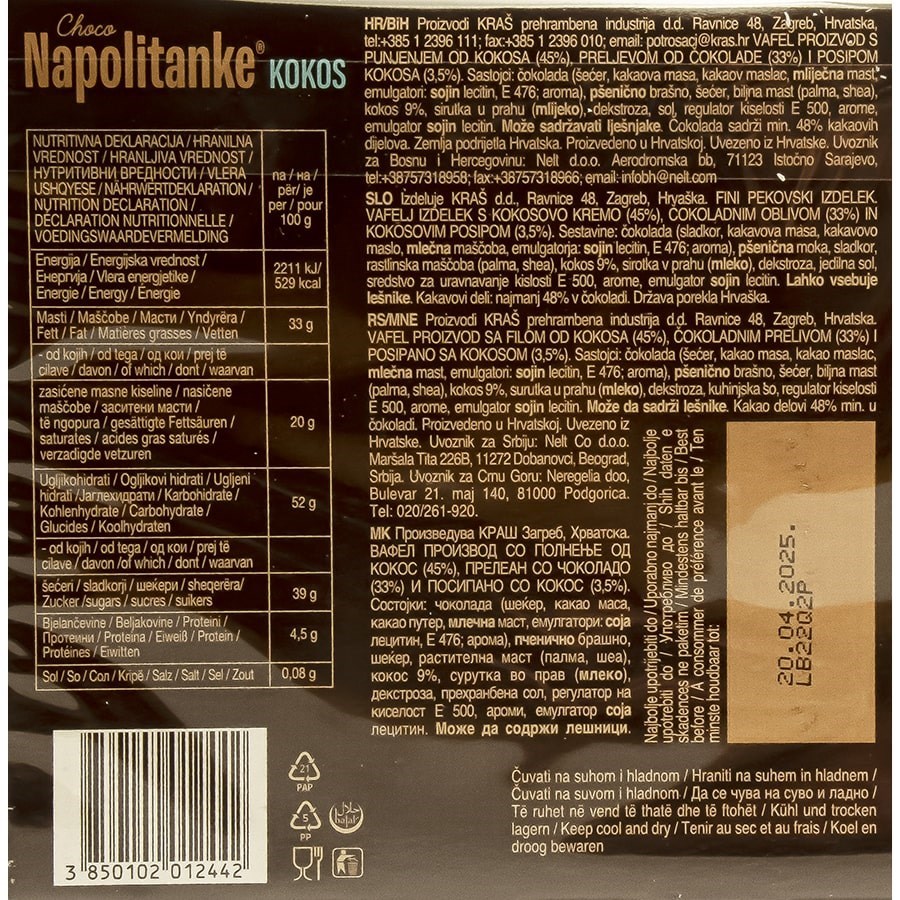 Choco
Napolitanke® KOKOS
NUTRITIVNA DEKLARACIJA / HRANILNA
VREDNOST / HRANLJIVA VREDNOST /
НУТРИТИВНИ ВРЕДНОСТИ / VLERA
USHQYESE / NÄHRWERTDEKLARATION /
NUTRITION DECLARATION /
DÉCLARATION NUTRITIONNELLE /
VOEDINGSWAARDEVERMELDING
na / на /
për/ je
per / pour
100 g
Energija / Energijska vrednost /
Енергија / Vlera energjetike /
Energie / Energy / Énergie
2211 kJ/
529 kcal
Masti / Maščobe / Масти / Yndyrëra /
Fett / Fat / Matières grasses / Vetten
33 g
- od kojih / od tega / од кои / prej të
cilave / davon / of which / dont / waarvan
zasićene masne kiseline / nasičene
maščobe / заситени масти /
të ngopura / gesättigte Fettsäuren /
saturates / acides gras saturés /
verzadigde vetzuren
20 g
Ugljikohidrati / Ogljikovi hidrati / Ugljeni
hidrati /Јаглехидрати / Karbohidrate /
Kohlenhydrate / Carbohydrate /
Glucides / Koolhydraten
52 g
- od kojih / od tega / од кои / prej të
cilave / davon / of which / dont / waarvan
šećeri / sladkorji / шеќери / sheqerëra/
Zucker /sugars / sucres / suikers
39 g
Bjelančevine / Beljakovine / Proteini /
Протеини / Proteina / Eiweiß / Protein /
Protéines / Eiwitten
4,5 g
Sol / So / Сол / Kripë / Salz / Salt / Sel / Zout
0,08 g
HR/BiH Proizvodi KRAŠ prehrambena industrija d.d. Ravnice 48, Zagreb, Hrvatska,
tel:+385 1 2396 111; fax:+385 1 2396 010; email: potrosaci@kras.hr VAFEL PROIZVOD S
PUNJENJEM OD KOKOSA (45%), PRELJEVOM OD ČOKOLADE (33%) I POSIPOM
KOKOSA (3,5%). Sastojci: čokolada (šećer, kakaova masa, kakaov maslac, mliječna mast,
emulgatori: sojin lecitin, E 476; aroma), pšenično brašno, šećer, biljna mast (palma, shea),
kokos 9%, sirutka u prahu (mlijeko), dekstroza, sol, regulator kiselosti E 500, arome,
emulgator sojin lecitin. Može sadržavati lješnjake. Čokolada sadrži min. 48% kakaovih
dijelova. Zemlja podrijetla Hrvatska. Proizvedeno u Hrvatskoj. Uvezeno iz Hrvatske. Uvoznik
za Bosnu i Hercegovinu: Nelt d.o.o. Aerodromska bb, 71123 Istočno Sarajevo,
tel:+38757318958; fax:+38757318966; email: infobh@nelt.com
SLO Izdeluje KRAŠ d.d., Ravnice 48, Zagreb, Hrvaška. FINI PEKOVSKI IZDELEK.
VAFELJ IZDELEK S KOKOSOVO KREMO (45%), ČOKOLADNIM OBLIVOM (33%) IN
KOKOSOVIM POSIPOM (3,5%). Sestavine: čokolada (sladkor, kakavova masa, kakavovo
maslo, mlečna maščoba, emulgatorja: sojin lecitin, E 476; aroma), pšenična moka, sladkor,
rastlinska maščoba (palma, shea), kokos 9%, sirotka v prahu (mleko), dekstroza, jedilna sol,
sredstvo za uravnavanje kislosti E 500, arome, emulgator sojin lecitin. Lahko vsebuje
lešnike. Kakavovi deli: najmanj 48% v čokoladi. Država porekla Hrvaška.
RS/MNE Proizvodi KRAŠ prehrambena industrija d.d. Ravnice 48, Zagreb, Hrvatska.
VAFEL PROIZVOD SA FILOM OD KOKOSA (45%), ČOKOLADNIM PRELIVOM (33%) I
POSIPANO SA KOKOSOM (3,5%). Sastojci: čokolada (šećer, kakao masa, kakao maslac,
mlečna mast, emulgatori: sojin lecitin, E 476; aroma), pšenično brašno, šećer, biljna mast
(palma, shea), kokos 9%, surutka u prahu (mleko), dekstroza, kuhinjska so, regulator kiselosti
E 500, arome, emulgator sojin lecitin. Može da sadrži lešnike. Kakao delovi 48% min. u
čokoladi. Proizvedeno u Hrvatskoj. Uvezeno iz
Hrvatske. Uvoznik za Srbiju: Nelt Co d.o.o.
Maršala Tita 226B, 11272 Dobanovci, Beograd,
Srbija. Uvoznik za Crnu Goru: Neregelia doo,
Bulevar 21. maj 140, 81000 Podgorica.
Tel: 020/261-920.
МК Произведува КРАШ Загреб, Хрватска.
ВАФЕЛ ПРОИЗВОД СО ПОЛНЕЊЕ ОД
КОКОС (45%), ПРЕЛЕАН СО ЧОКОЛАДО
(33%) И ПОСИПАНО СО КОКОС (3,5%).
Состојки: чоколада (шеќер, какао маса,
какао путер, млечна маст, емулгатори: соја
лецитин, E 476; арома), пченично брашно,
шеќер, растителна маст (палма, шеа),
кокос 9%, сурутка во прав (млеко),
декстроза, прехранбена сол, регулатор на
киселост E 500, ароми, емулгатор соја
лецитин. Може да содржи лешници.
Najbolje upotrijebiti do / Uporabno najmanj do / Najbolje
upotrebiti do / Употребливо до / Shih datën e
skadencës në paketim / Mindestens haltbar bis / Best
before / À consommer de préférence avant le / Ten
minste houdbaar tot:
20.04.2025.
LB2202P
3 850102 012442
21
PAP
5
PP
حلال
halal
Čuvati na suhom i hladnom / Hraniti na suhem in hladnem /
Čuvati na suvom i hladnom / Да се чува на суво и ладно /
Të ruhet në vend të thatë dhe të ftohët / Kühl und trocken
lagern / Keep cool and dry / Tenir au sec et au frais / Koel en
droog bewaren